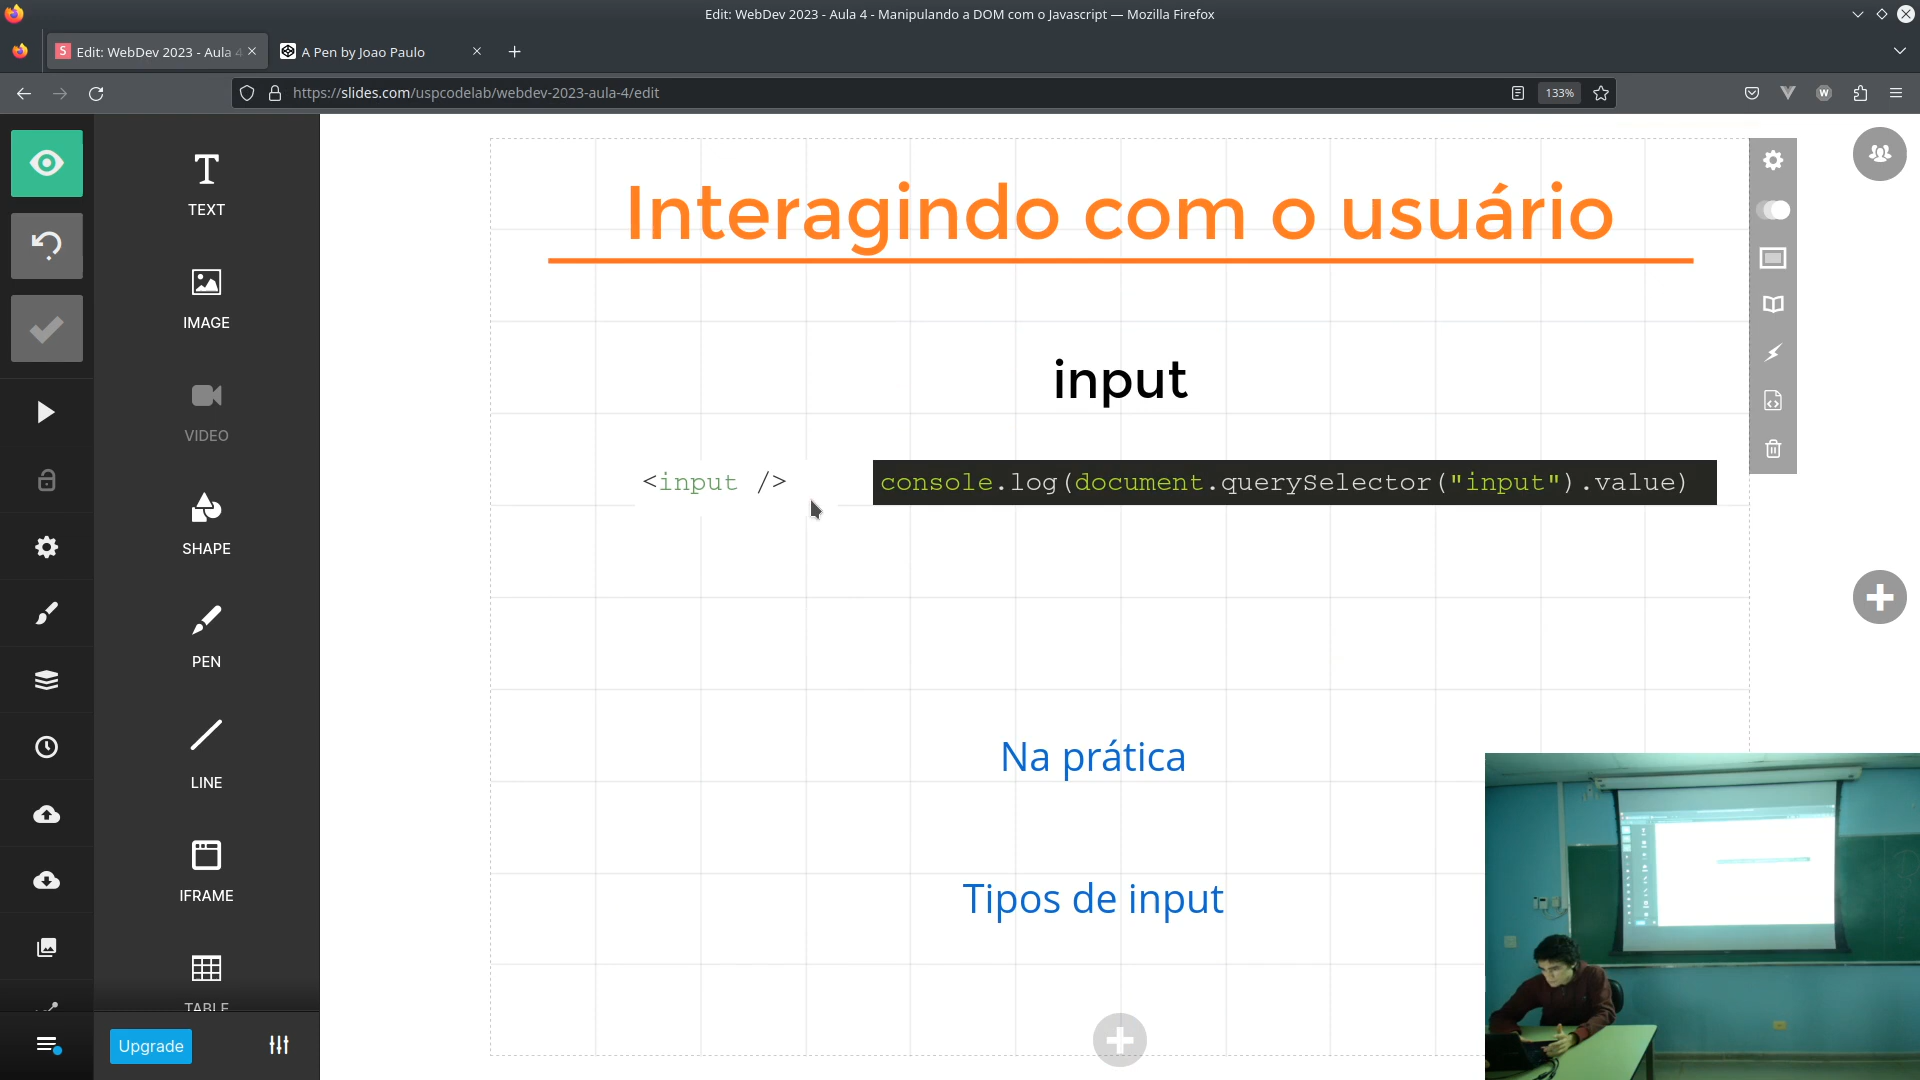 Edit: WebDev 2023 - Aula 4 - Manipulando a DOM com o Javascript — Mozilla Firefox
Edit: WebDev 2023 - Aula 4
A Pen by Joao Paulo
https://slides.com/uspcodelab/webdev-2023-aula-4/edit
133%
TEXT
IMAGE
VIDEO
SHAPE
PEN
LINE
IFRAME
TABLE
Upgrade
Interagindo com o usuário
input
<input />
console.log(document.querySelector("input").value)
Na prática
Tipos de input